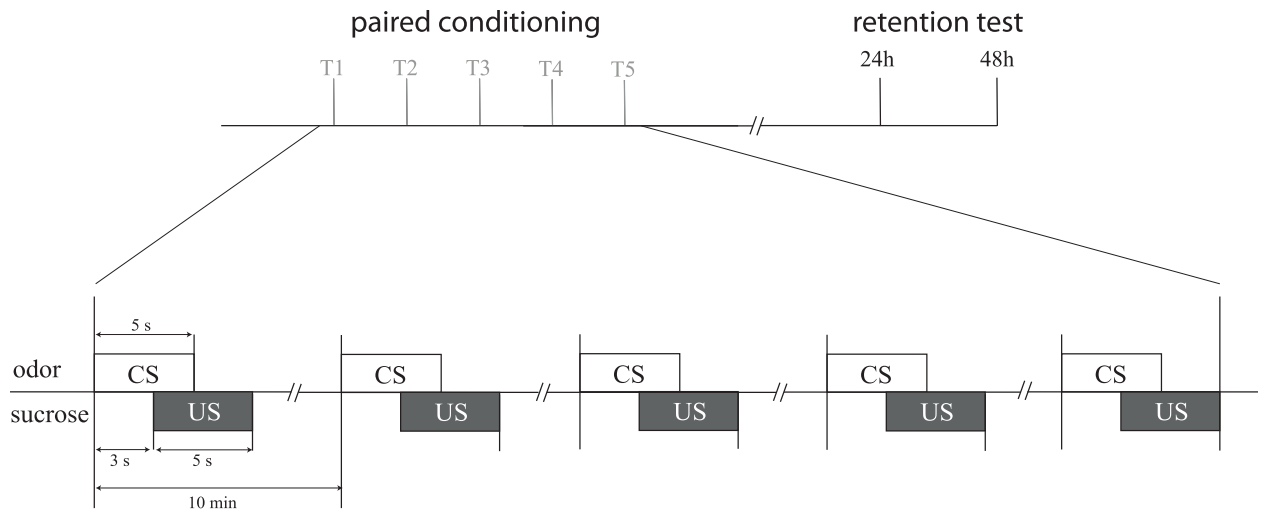 paired conditioning retention test
T1 T2 T3 T4 T5 24h 48h
5 s
odor CS CS CS CS CS
sucrose US US US US US
3 s 5 s
10 min